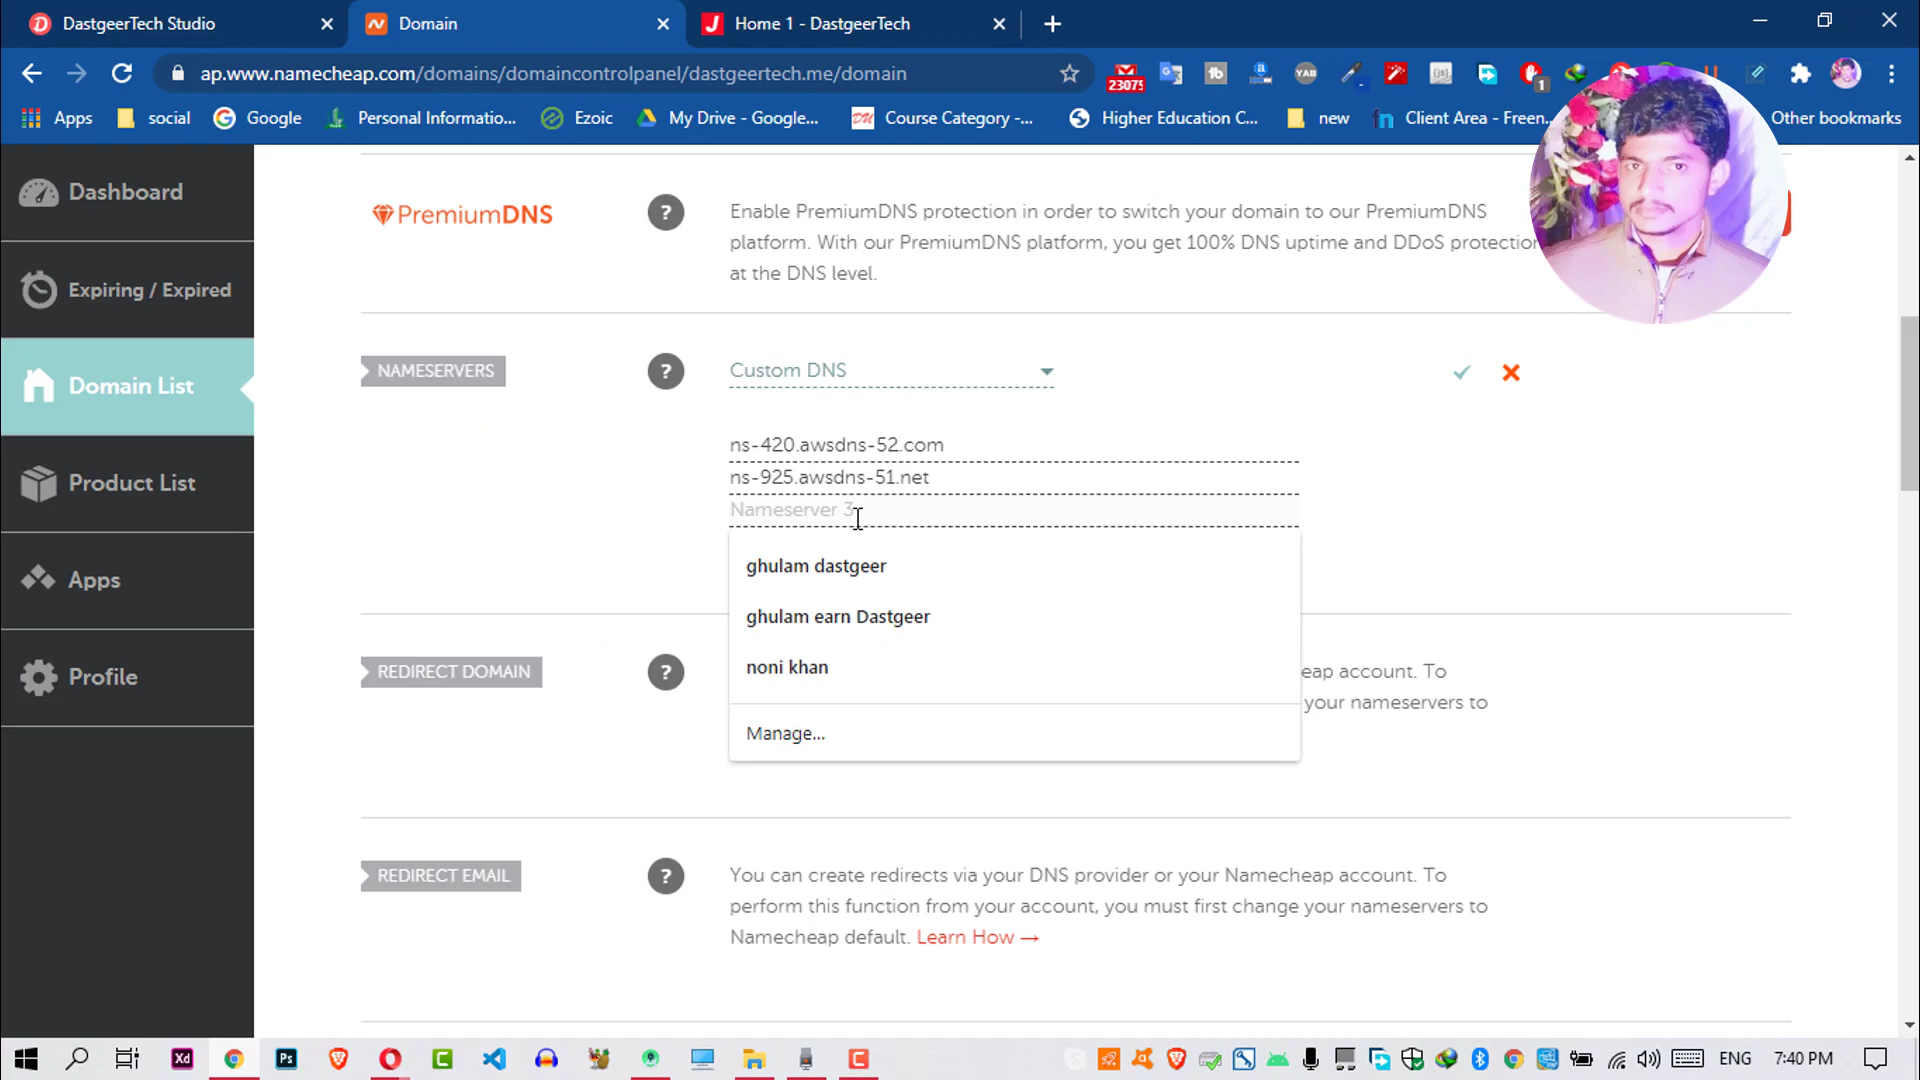 DastgeerTech Studio
Domain
Home 1 - DastgeerTech
ap.www.namecheap.com/domains/domaincontrolpanel/dastgeertech.me/domain
23075
YAB
1
Apps
social
Google
Personal Informatio...
Ezoic
My Drive - Google...
Course Category -...
Higher Education C...
new
Client Area - Freen...
Other bookmarks
Dashboard
Expiring / Expired
Domain List
Product List
Apps
Profile
PremiumDNS
?
Enable PremiumDNS protection in order to switch your domain to our PremiumDNS
platform. With our PremiumDNS platform, you get 100% DNS uptime and DDoS protection
at the DNS level.
NAMESERVERS
?
Custom DNS
ns-420.awsdns-52.com
ns-925.awsdns-51.net
Nameserver 3
ghulam dastgeer
ghulam earn Dastgeer
noni khan
Manage...
REDIRECT DOMAIN
?
eap account. To
your nameservers to
REDIRECT EMAIL
?
You can create redirects via your DNS provider or your Namecheap account. To
perform this function from your account, you must first change your nameservers to
Namecheap default. Learn How →
Xd
Ps
C
C
ENG
7:40 PM